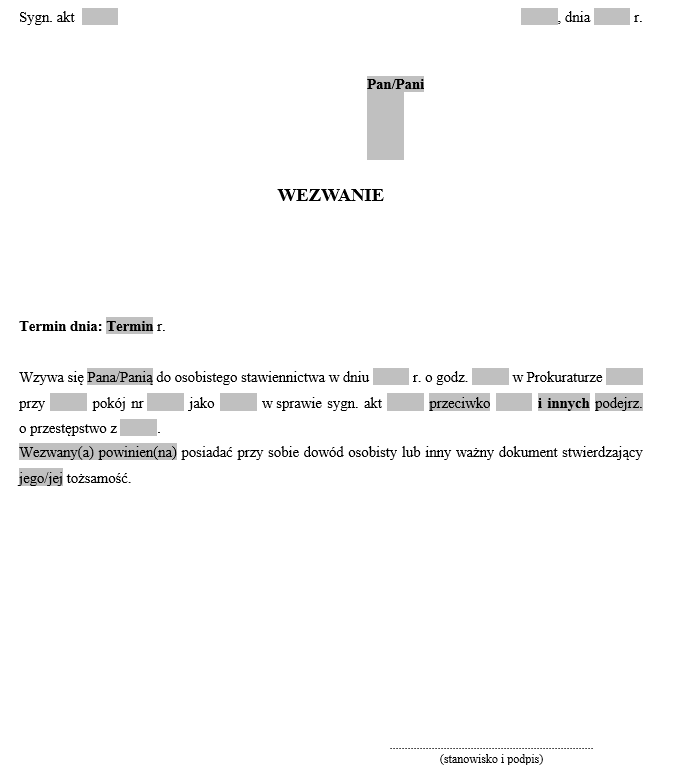 Sygn. akt , dnia r.
Pan/Pani
WEZWANIE
Termin dnia: Termin r.
Wzywa się Pana/Panią do osobistego stawiennictwa w dniu r. o godz. w Prokuraturze
przy pokój nr jako w sprawie sygn. akt przeciwko i innych podejrz.
o przestępstwo z .
Wezwany(a) powinien(na) posiadać przy sobie dowód osobisty lub inny ważny dokument stwierdzający
jego/jej tożsamość.
(stanowisko i podpis)